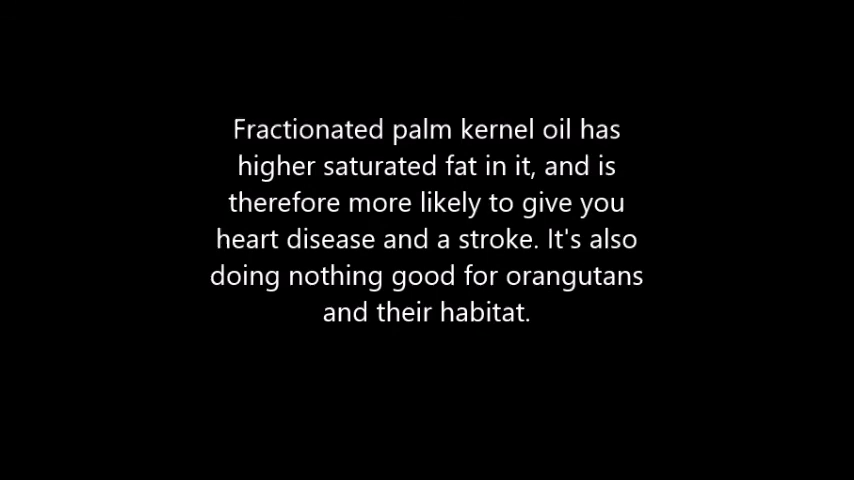 Fractionated palm kernel oil has
higher saturated fat in it, and is
therefore more likely to give you
heart disease and a stroke. It's also
doing nothing good for orangutans
and their habitat.